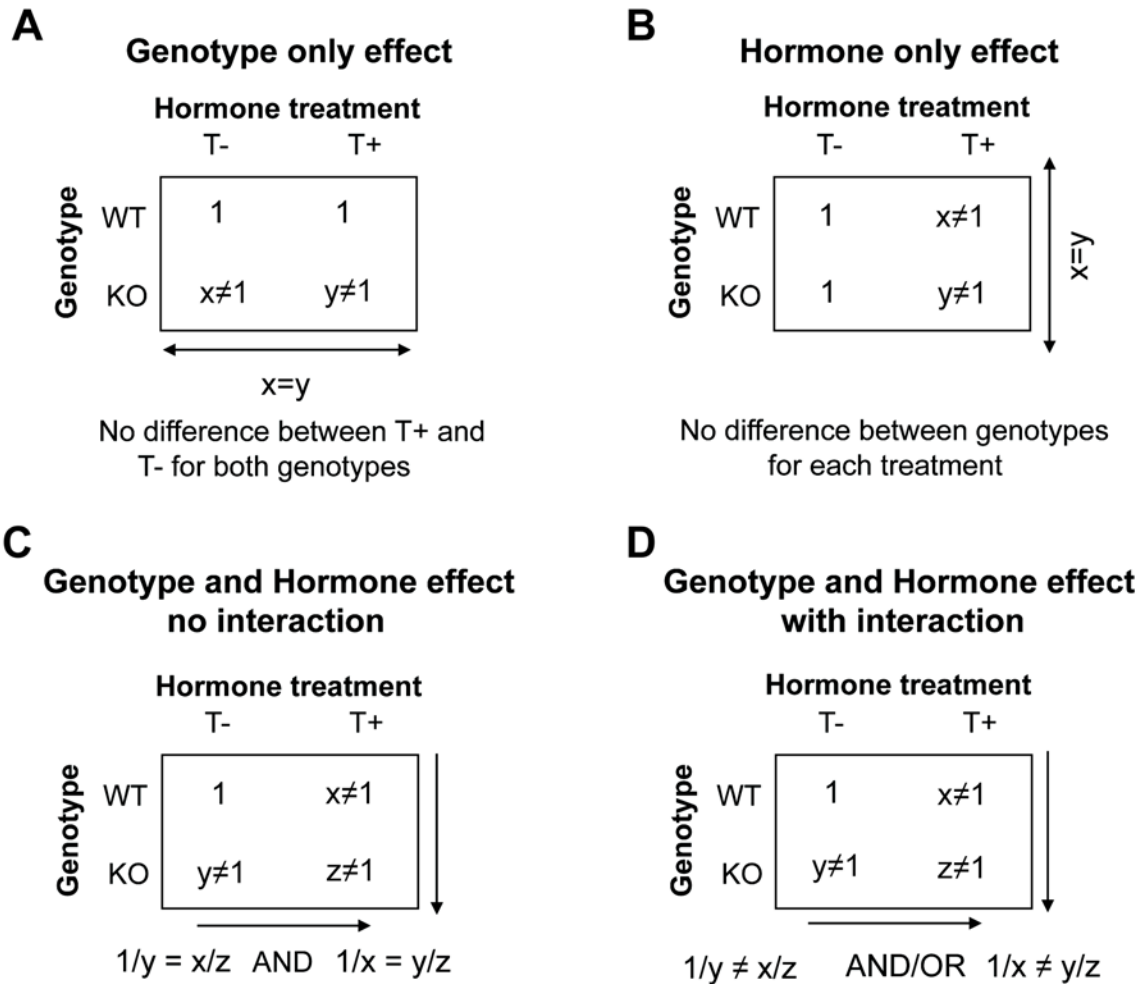 A
Genotype only effect
Hormone treatment
T- T+
Genotype
WT 1 1
KO x≠1 y≠1
x=y
No difference between T+ and
T- for both genotypes
B
Hormone only effect
Hormone treatment
T- T+
Genotype
WT 1 x≠1
KO 1 y≠1
x=y
No difference between genotypes
for each treatment
C
Genotype and Hormone effect
no interaction
Hormone treatment
T- T+
Genotype
WT 1 x≠1
KO y≠1 z≠1
1/y = x/z AND 1/x = y/z
D
Genotype and Hormone effect
with interaction
Hormone treatment
T- T+
Genotype
WT 1 x≠1
KO y≠1 z≠1
1/y ≠ x/z AND/OR 1/x ≠ y/z